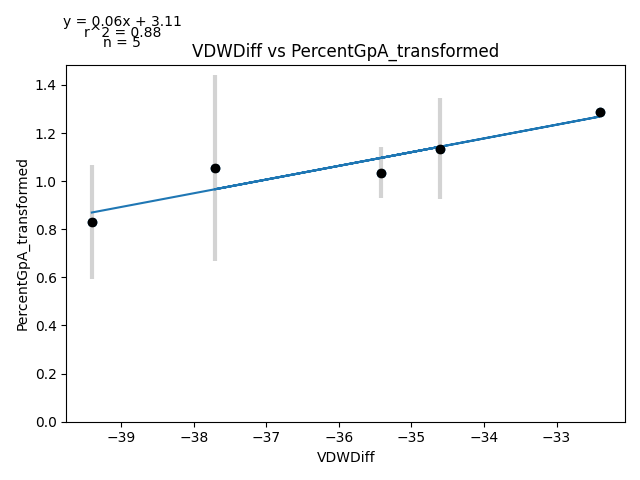 y = 0.06x + 3.11
r^2 = 0.88
n = 5
VDWDiff vs PercentGpA_transformed
PercentGpA_transformed
1.4
1.2
1.0
0.8
0.6
0.4
0.2
0.0
−39
−38
−37
−36
−35
−34
−33
VDWDiff